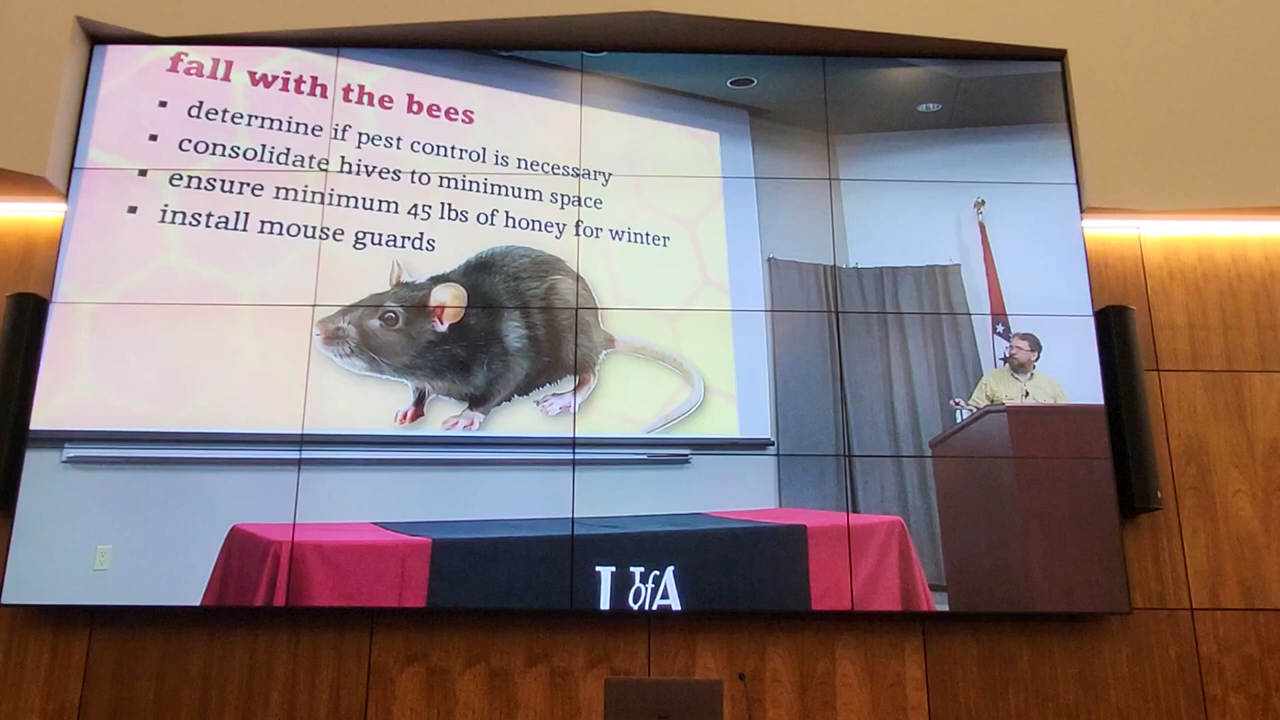 fall with the bees
▪ determine if pest control is necessary
▪ consolidate hives to minimum space
▪ ensure minimum 45 lbs of honey for winter
▪ install mouse guards
U of A